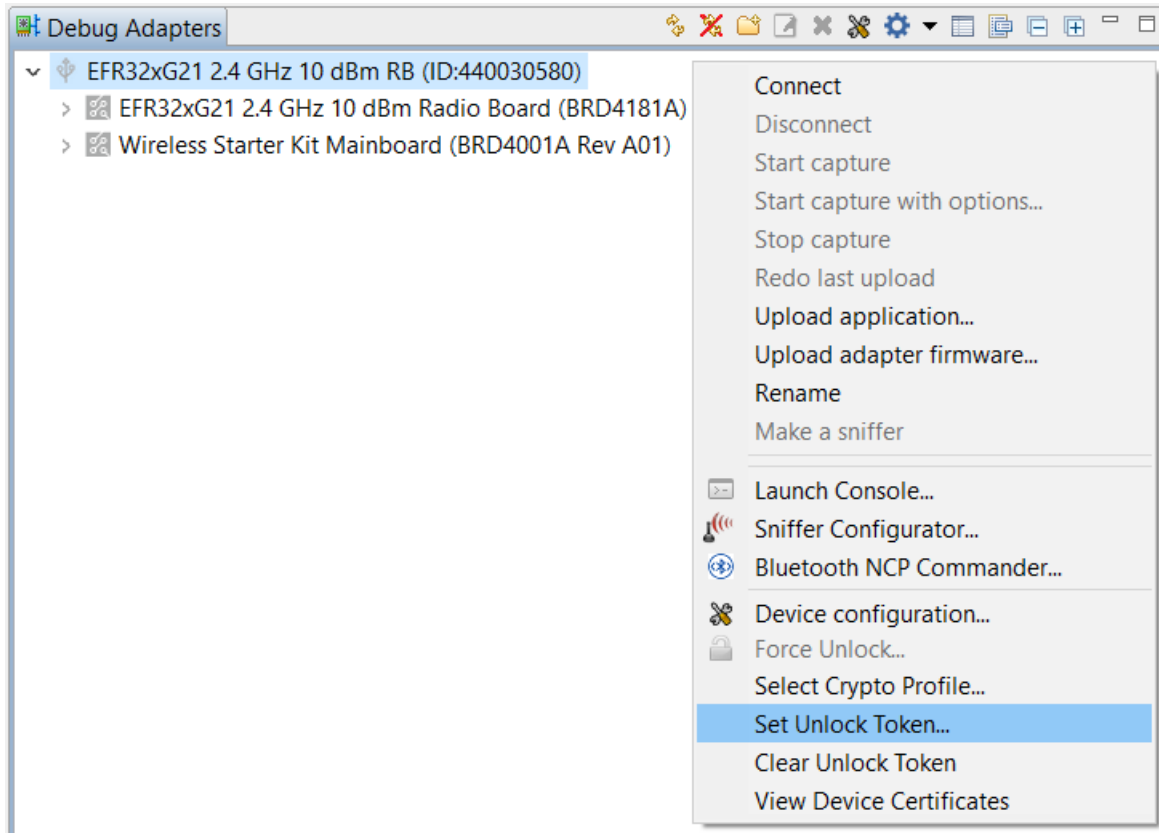 Debug Adapters
EFR32xG21 2.4 GHz 10 dBm RB (ID:440030580)
EFR32xG21 2.4 GHz 10 dBm Radio Board (BRD4181A)
Wireless Starter Kit Mainboard (BRD4001A Rev A01)
Connect
Disconnect
Start capture
Start capture with options...
Stop capture
Redo last upload
Upload application...
Upload adapter firmware...
Rename
Make a sniffer
Launch Console...
Sniffer Configurator...
Bluetooth NCP Commander...
Device configuration...
Force Unlock...
Select Crypto Profile...
Set Unlock Token...
Clear Unlock Token
View Device Certificates